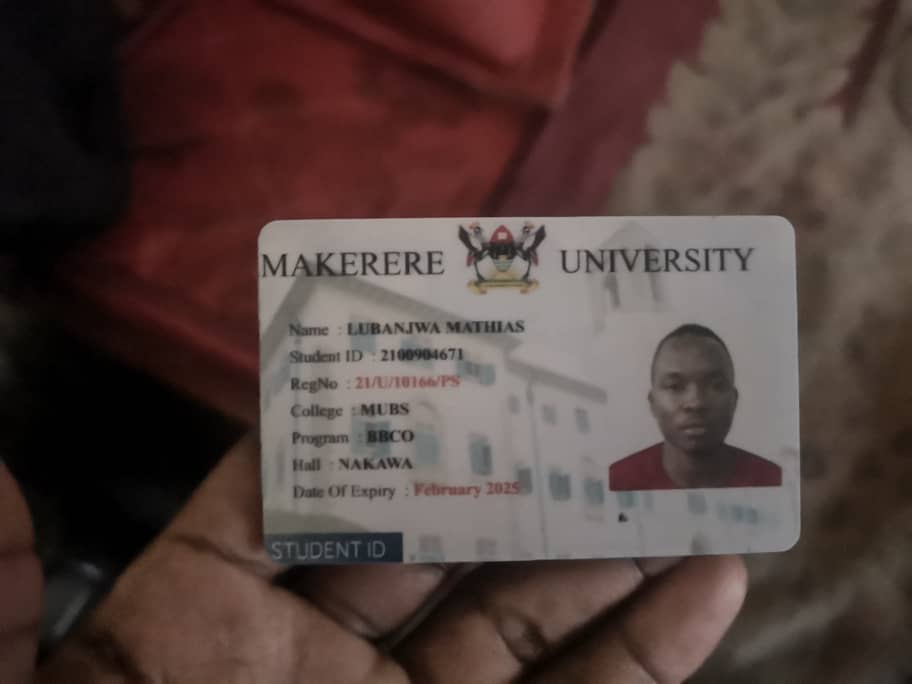 MAKERERE UNIVERSITY
Name : LUBANJWA MATHIAS
Student ID : 2100904671
RegNo : 21/U/10166/PS
College : MUBS
Program : BBCO
Hall : NAKAWA
Date Of Expiry : February 2025
STUDENT ID